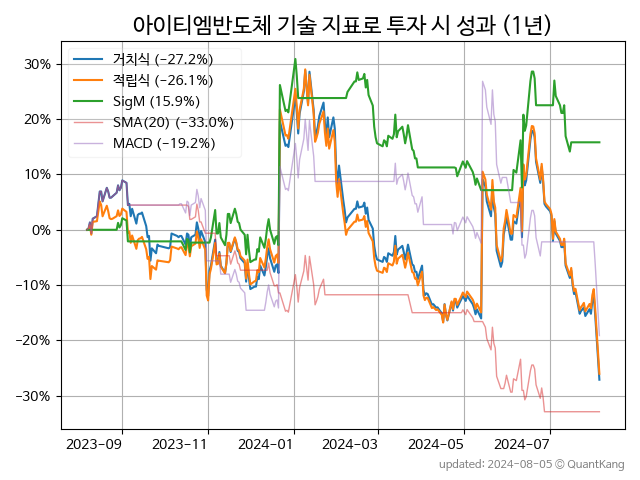 아이티엠반도체 기술 지표로 투자 시 성과 (1년)
거치식 (−27.2%)
적립식 (−26.1%)
SigM (15.9%)
SMA(20) (−33.0%)
MACD (−19.2%)
30%
20%
10%
0%
−10%
−20%
−30%
2023-09 2023-11 2024-01 2024-03 2024-05 2024-07
updated: 2024-08-05 © QuantKang